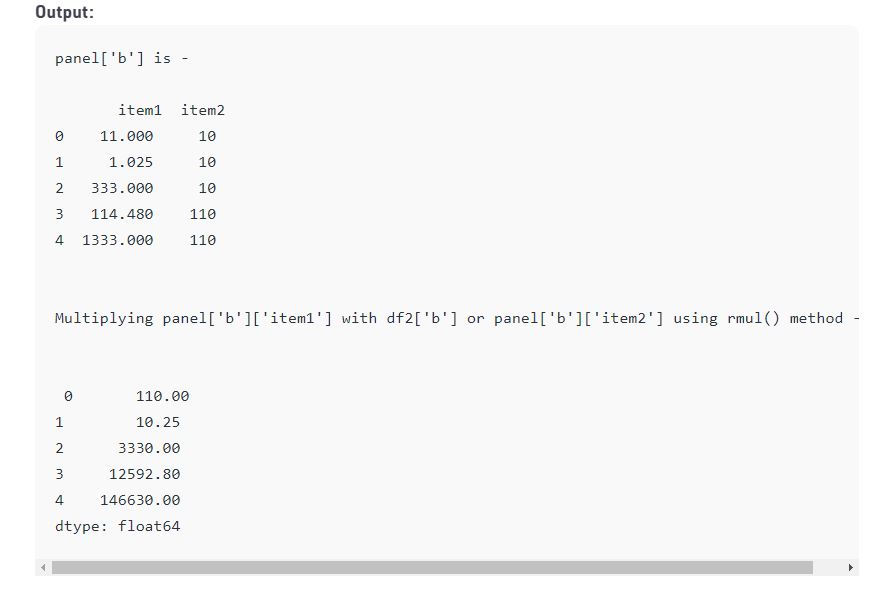 Output:
panel['b'] is -
item1 item2
0 11.000 10
1 1.025 10
2 333.000 10
3 114.480 110
4 1333.000 110
Multiplying panel['b']['item1'] with df2['b'] or panel['b']['item2'] using rmul() method -
0 110.00
1 10.25
2 3330.00
3 12592.80
4 146630.00
dtype: float64